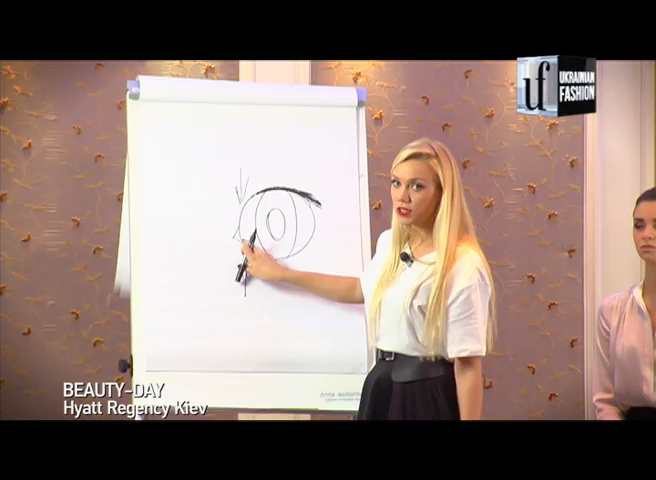 uf
UKRAINIAN
FASHION
BEAUTY-DAY
Hyatt Regency Kiev